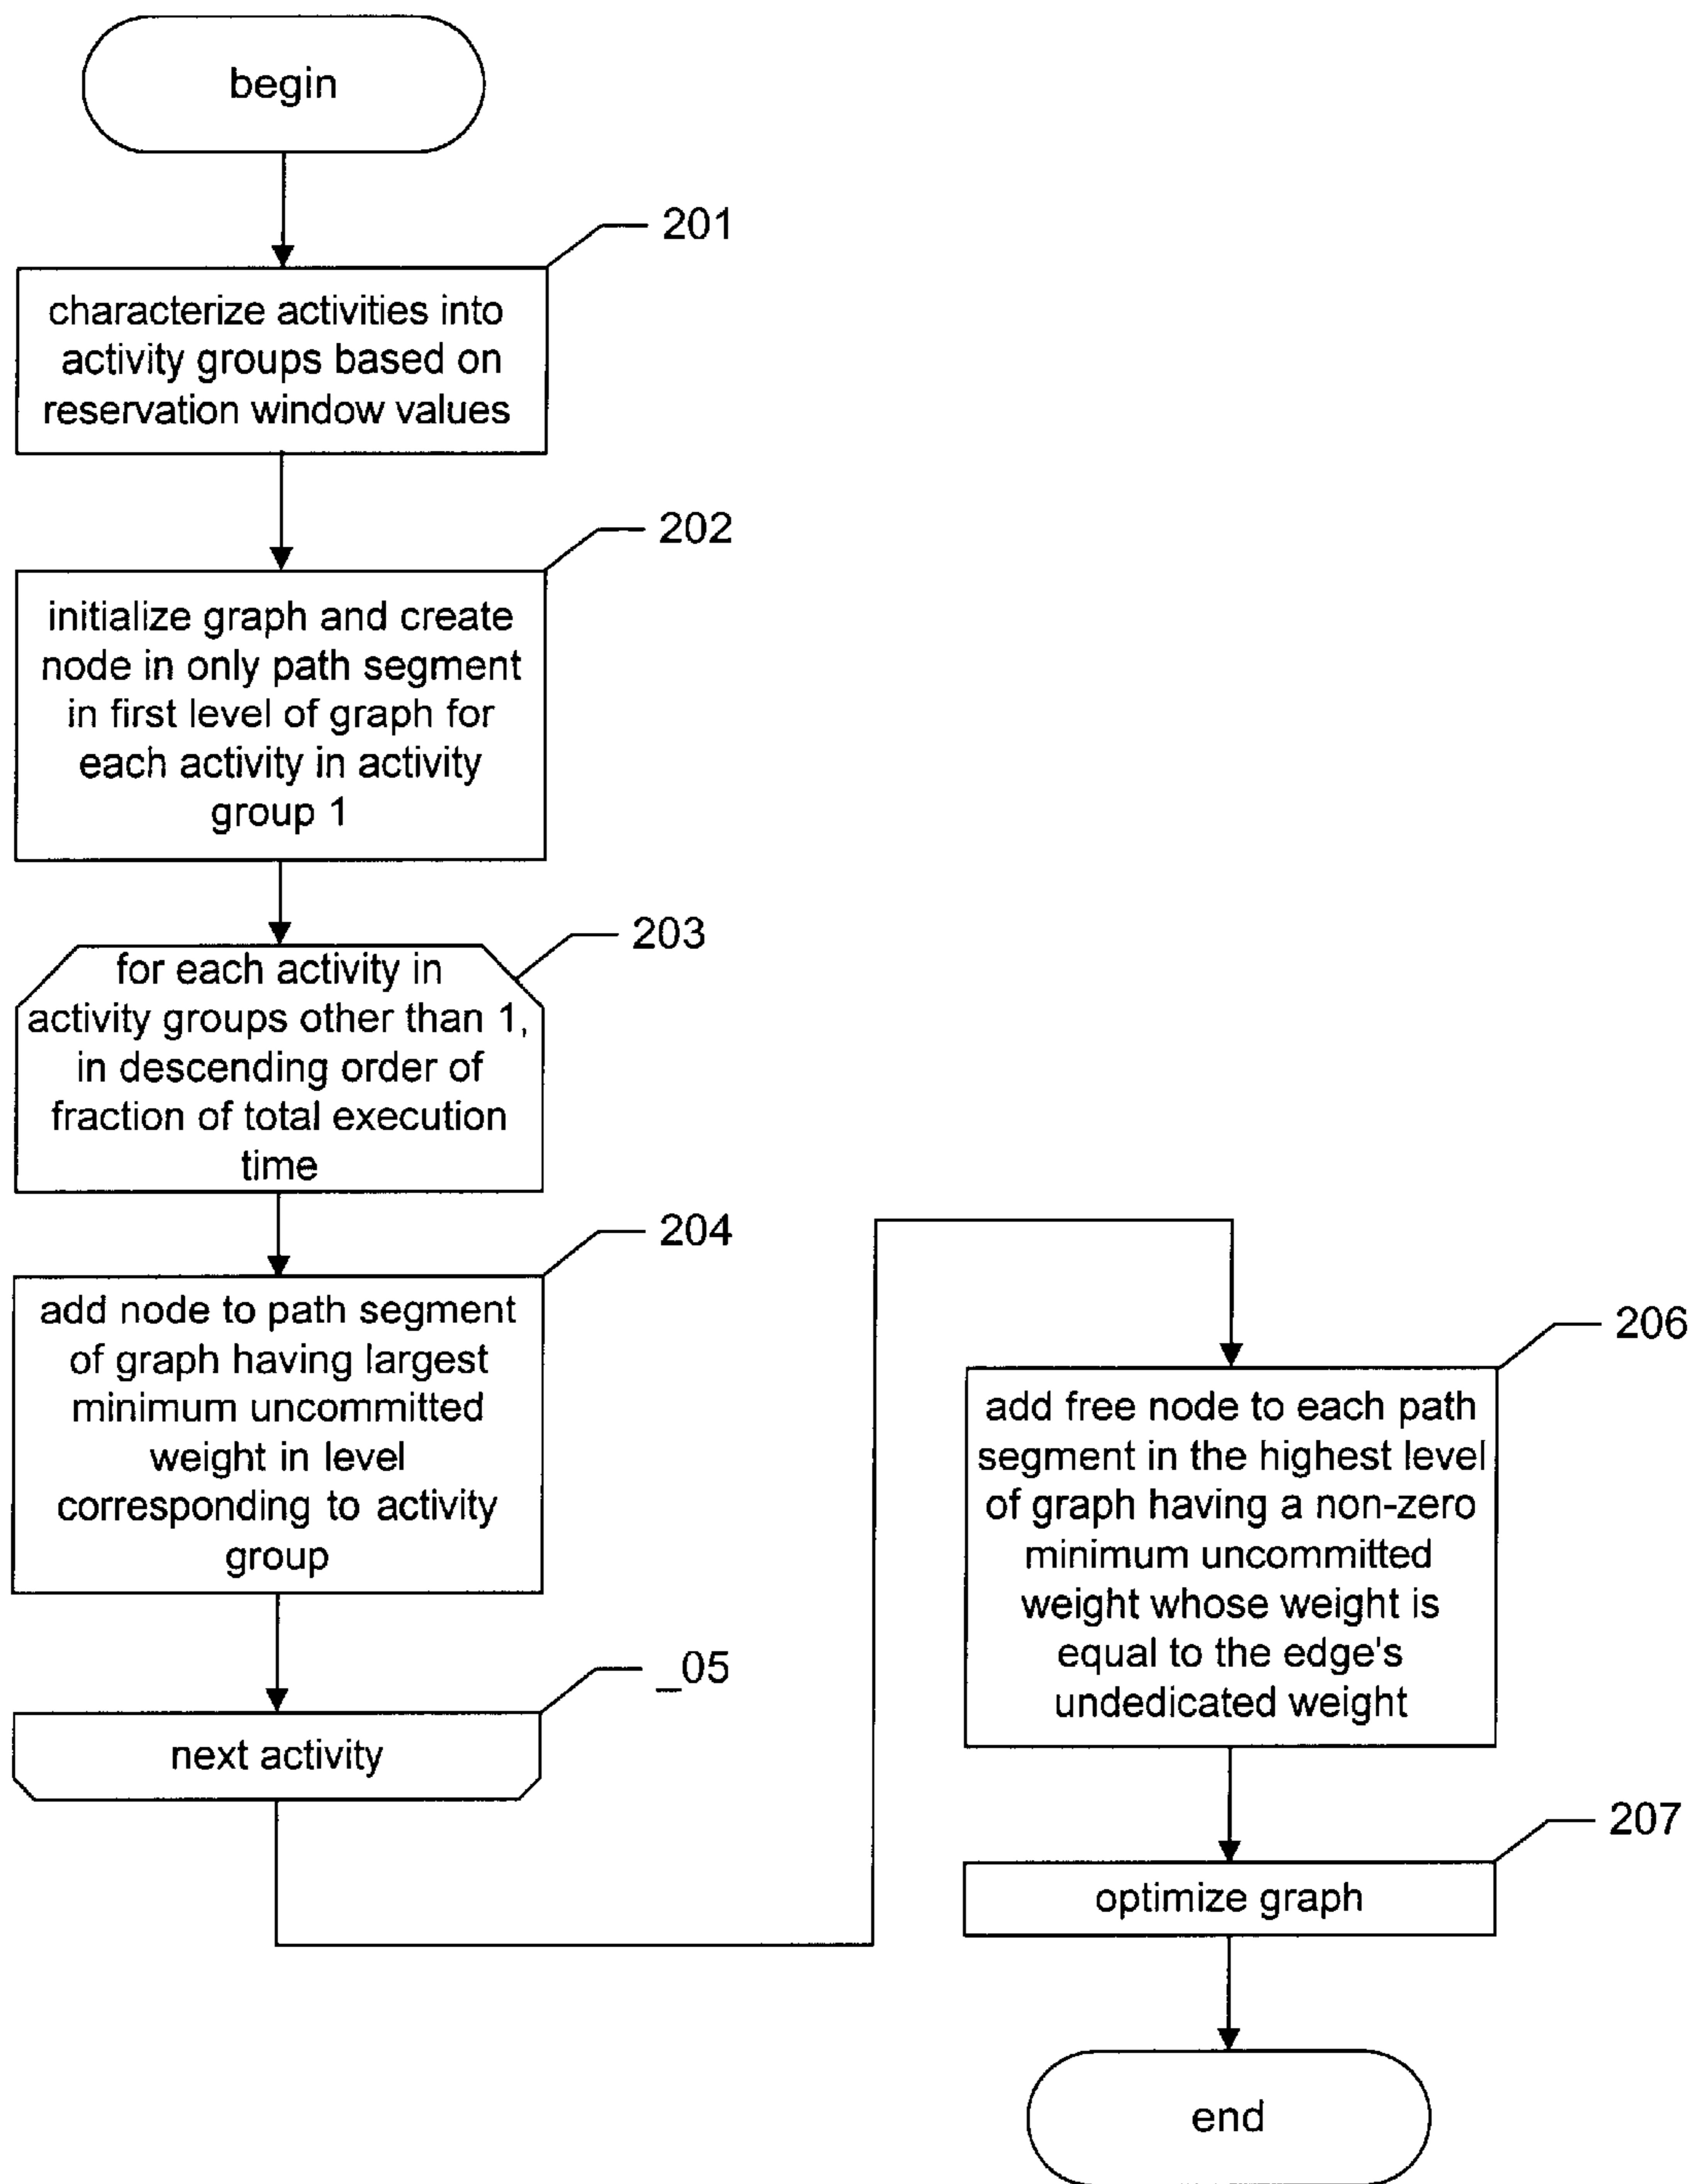 begin
201
characterize activities into
activity groups based on
reservation window values
202
initialize graph and create
node in only path segment
in first level of graph for
each activity in activity
group 1
203
for each activity in
activity groups other than 1,
in descending order of
fraction of total execution
time
204
add node to path segment
of graph having largest
minimum uncommitted
weight in level
corresponding to activity
group
_05
next activity
206
add free node to each path
segment in the highest level
of graph having a non-zero
minimum uncommitted
weight whose weight is
equal to the edge's
undedicated weight
207
optimize graph
end